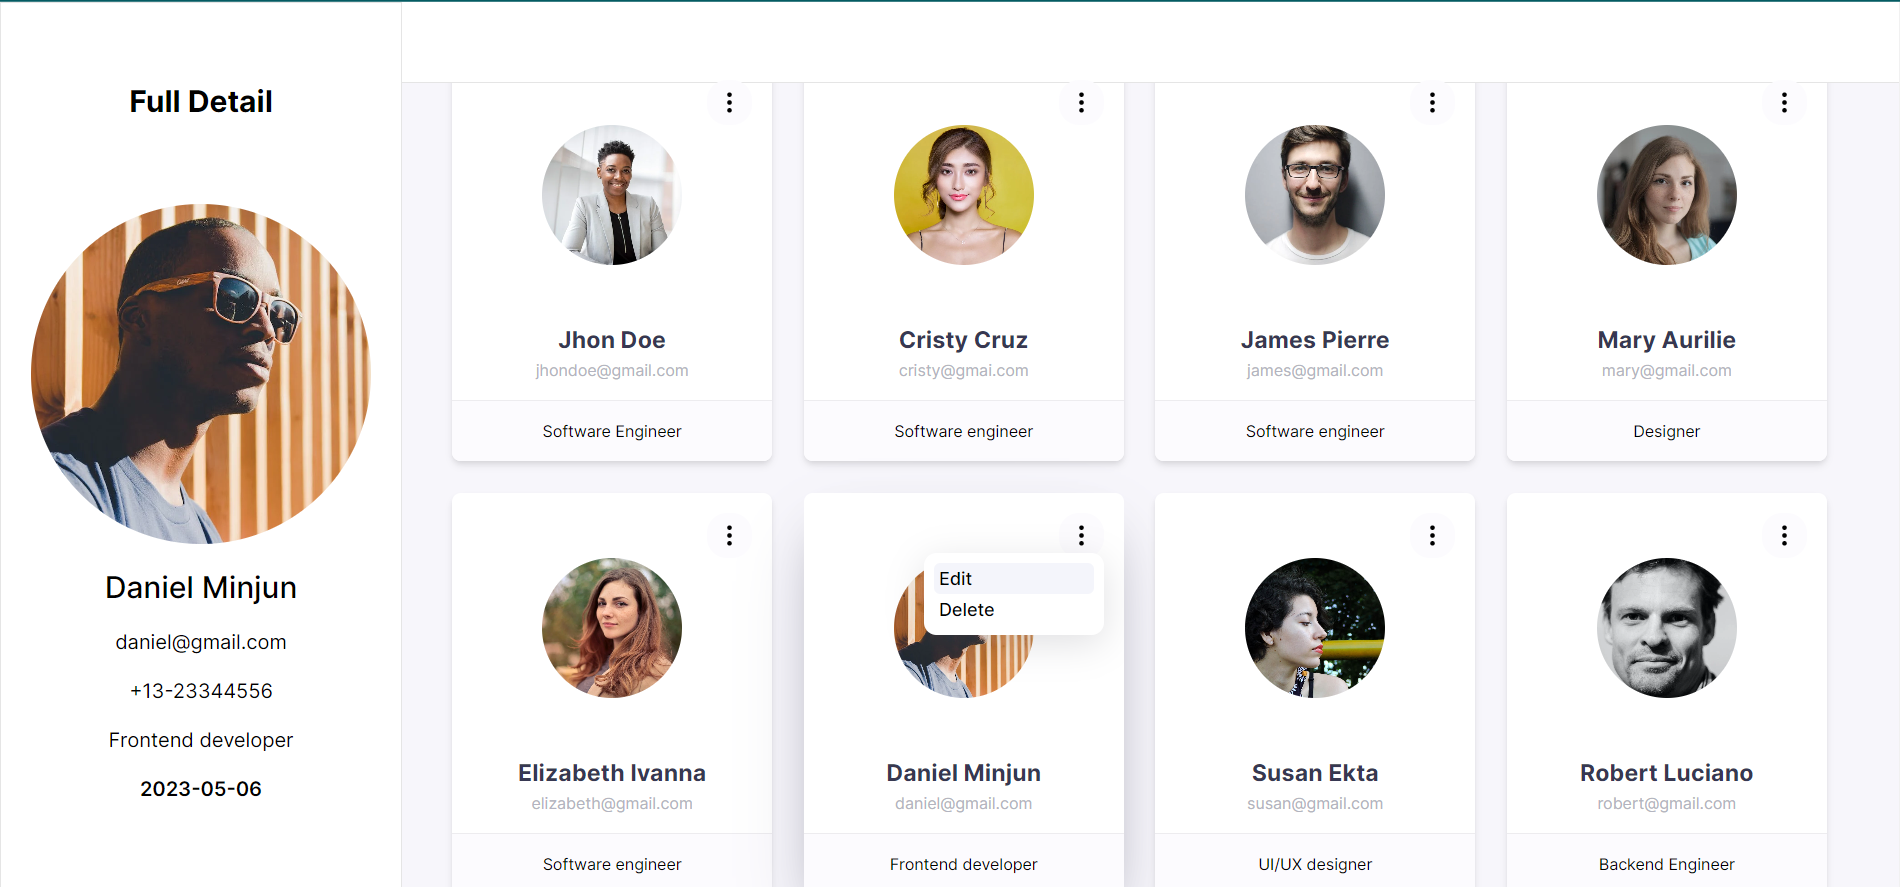 Full Detail
Daniel Minjun
daniel@gmail.com
+13-23344556
Frontend developer
2023-05-06
Jhon Doe
jhondoe@gmail.com
Software Engineer
Cristy Cruz
cristy@gmai.com
Software engineer
James Pierre
james@gmail.com
Software engineer
Mary Aurilie
mary@gmail.com
Designer
Elizabeth Ivanna
elizabeth@gmail.com
Software engineer
Edit
Delete
Daniel Minjun
daniel@gmail.com
Frontend developer
Susan Ekta
susan@gmail.com
UI/UX designer
Robert Luciano
robert@gmail.com
Backend Engineer